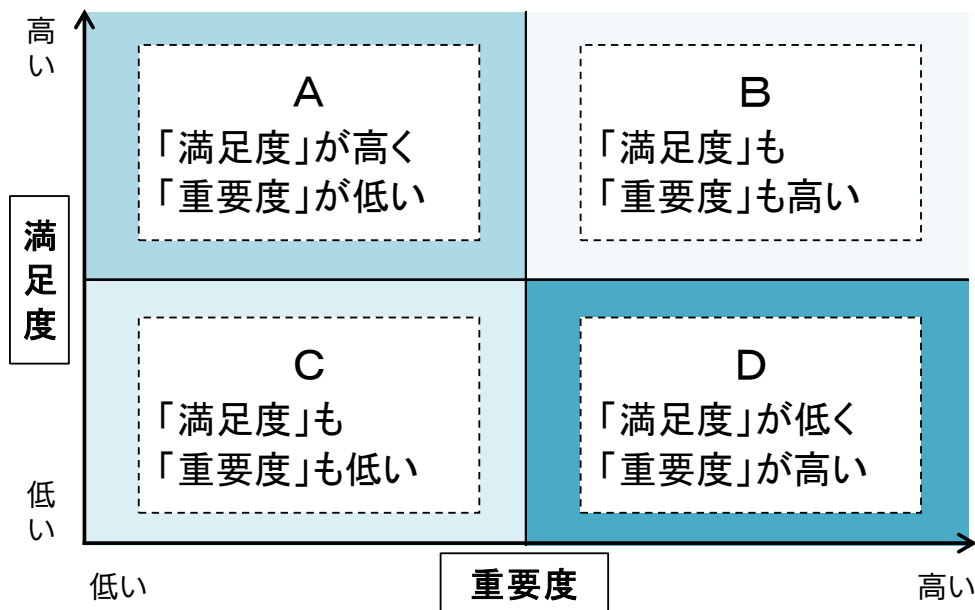 高い
A
「満足度」が高く
「重要度」が低い
B
「満足度」も
「重要度」も高い
満足度
C
「満足度」も
「重要度」も低い
D
「満足度」が低く
「重要度」が高い
低い
低い
重要度
高い